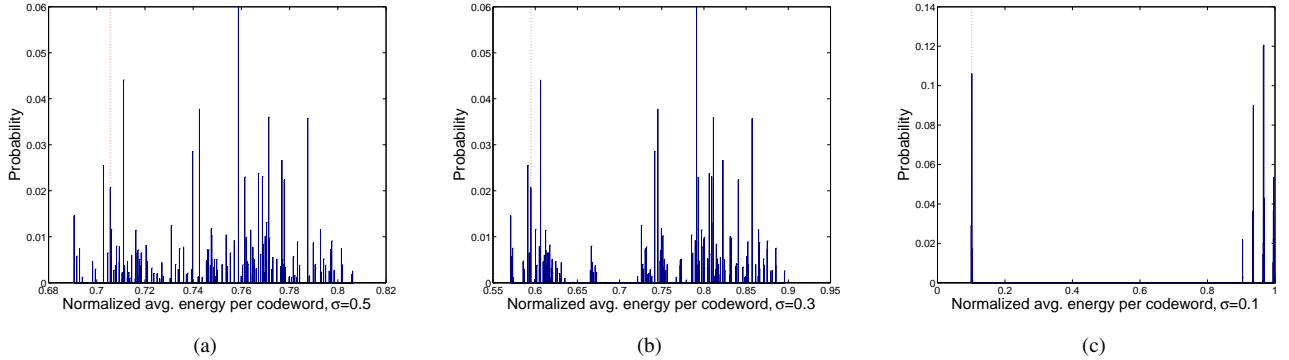 0.06
0.05
0.04
0.03
0.02
0.01
0
Probability
0.68 0.7 0.72 0.74 0.76 0.78 0.8 0.82
Normalized avg. energy per codeword, σ=0.5
(a)
0.06
0.05
0.04
0.03
0.02
0.01
0
Probability
0.55 0.6 0.65 0.7 0.75 0.8 0.85 0.9 0.95
Normalized avg. energy per codeword, σ=0.3
(b)
0.14
0.12
0.1
0.08
0.06
0.04
0.02
0
Probability
0 0.2 0.4 0.6 0.8 1
Normalized avg. energy per codeword, σ=0.1
(c)